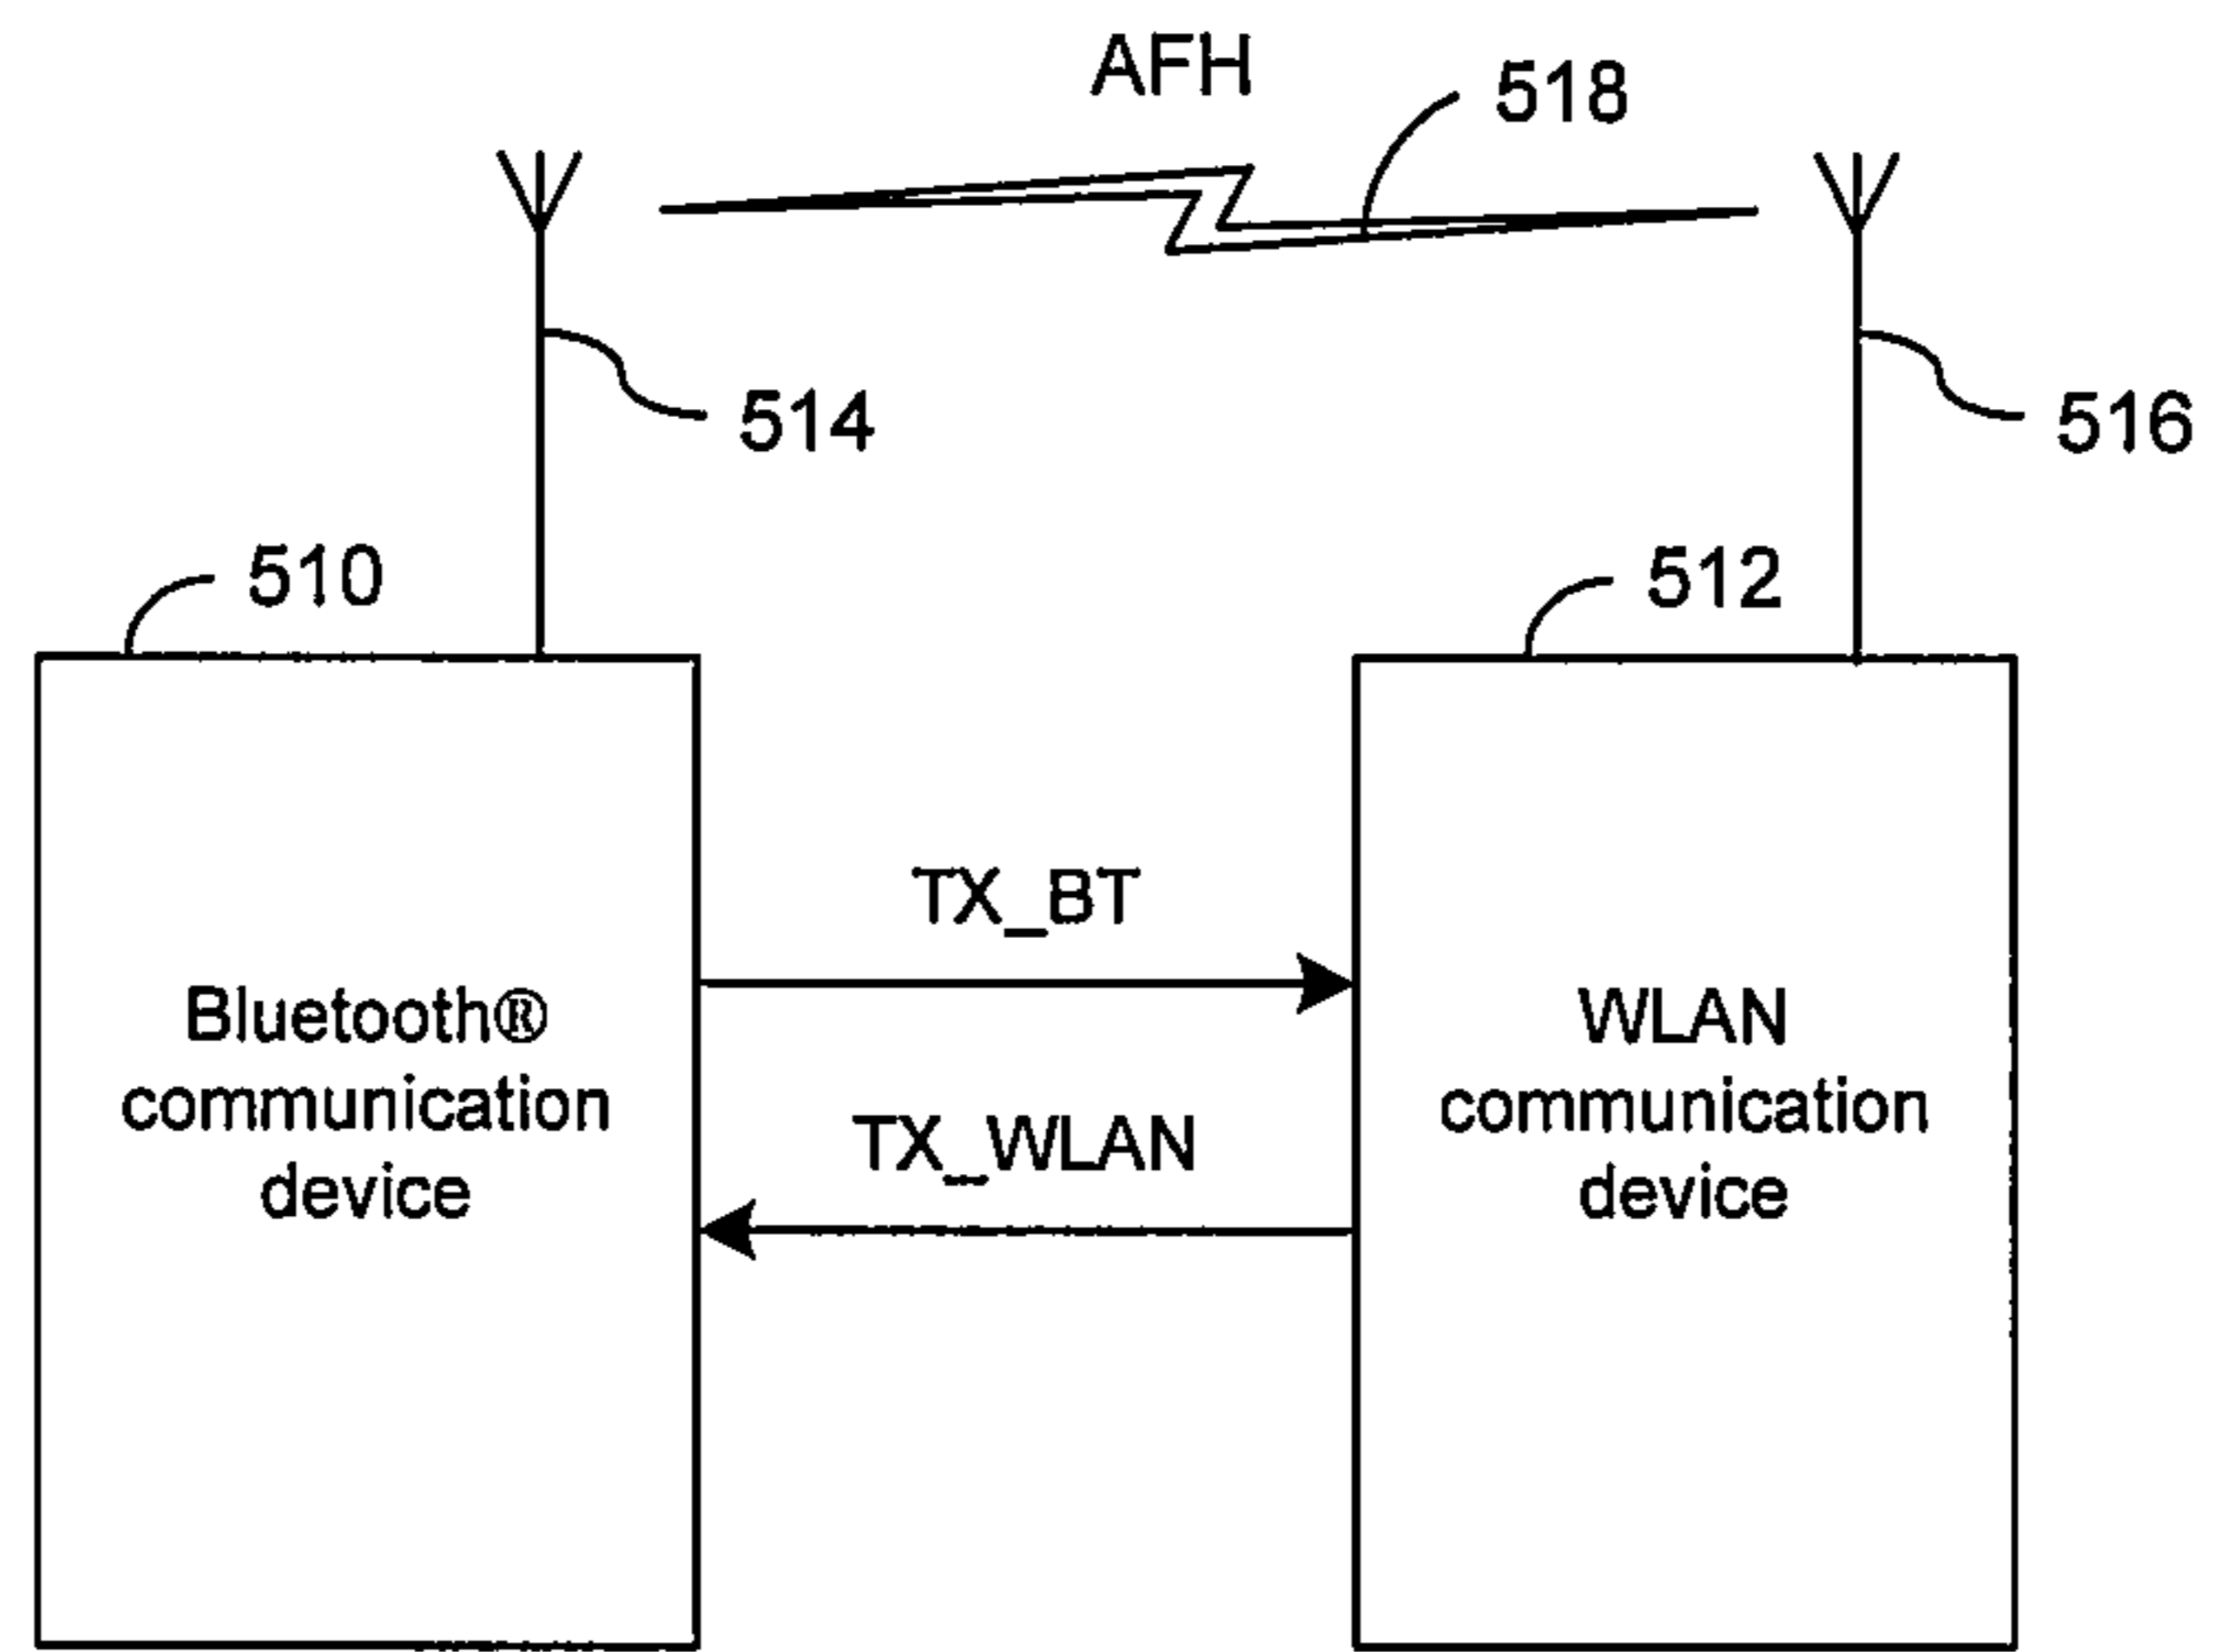 AFH
518
514
516
510
512
TX_BT
Bluetooth®
communication
device
WLAN
communication
device
TX_WLAN